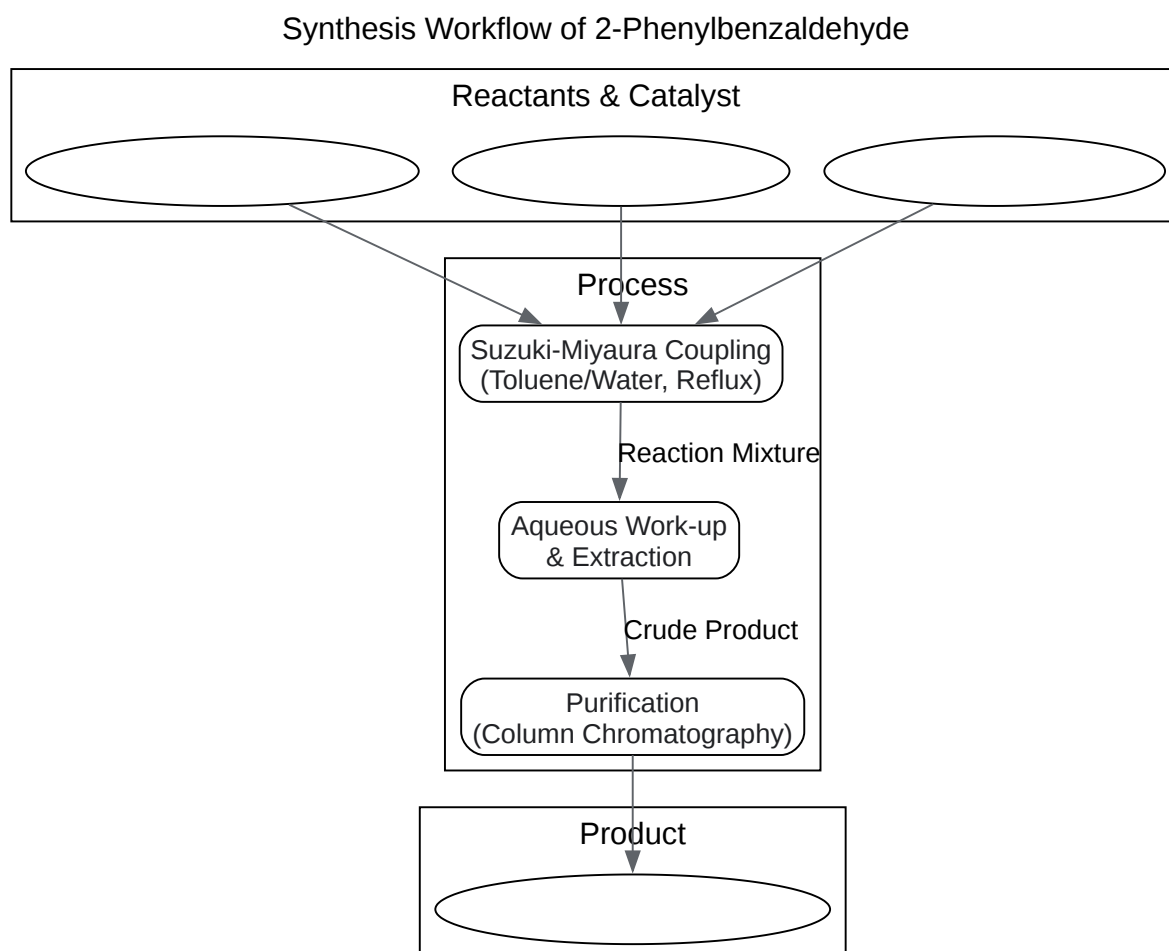 Synthesis Workflow of 2-Phenylbenzaldehyde
Reactants & Catalyst
Process
Suzuki-Miyaura Coupling
(Toluene/Water, Reflux)
Reaction Mixture
Aqueous Work-up
& Extraction
Crude Product
Purification
(Column Chromatography)
Product